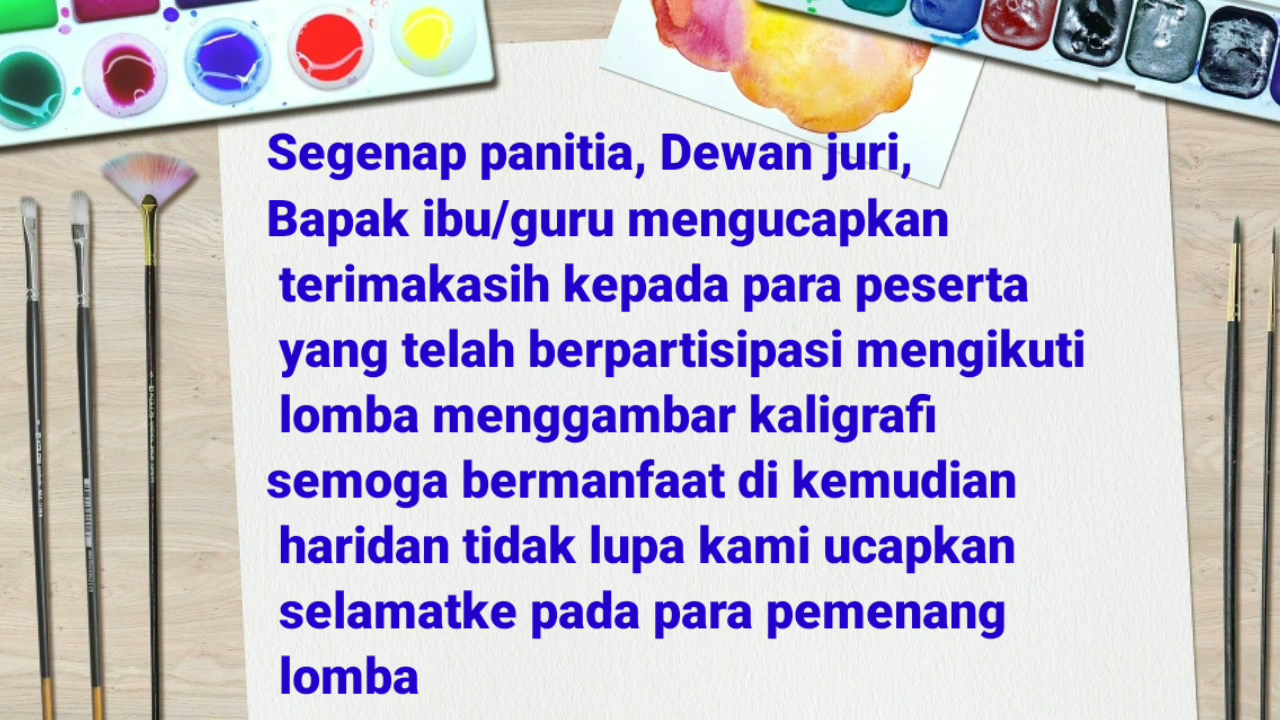 Segenap panitia, Dewan juri,
Bapak ibu/guru mengucapkan
terimakasih kepada para peserta
yang telah berpartisipasi mengikuti
lomba menggambar kaligrafi
semoga bermanfaat di kemudian
haridan tidak lupa kami ucapkan
selamatke pada para pemenang
lomba